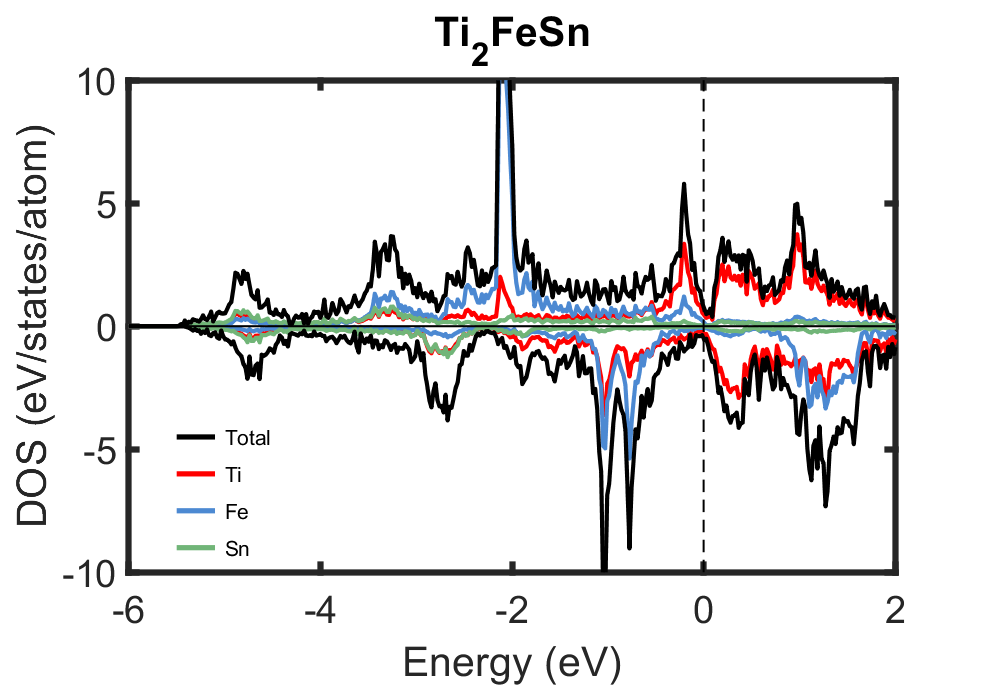 Ti2FeSn
10
5
0
-5
-10
DOS (eV/states/atom)
Total
Ti
Fe
Sn
-6 -4 -2 0 2
Energy (eV)